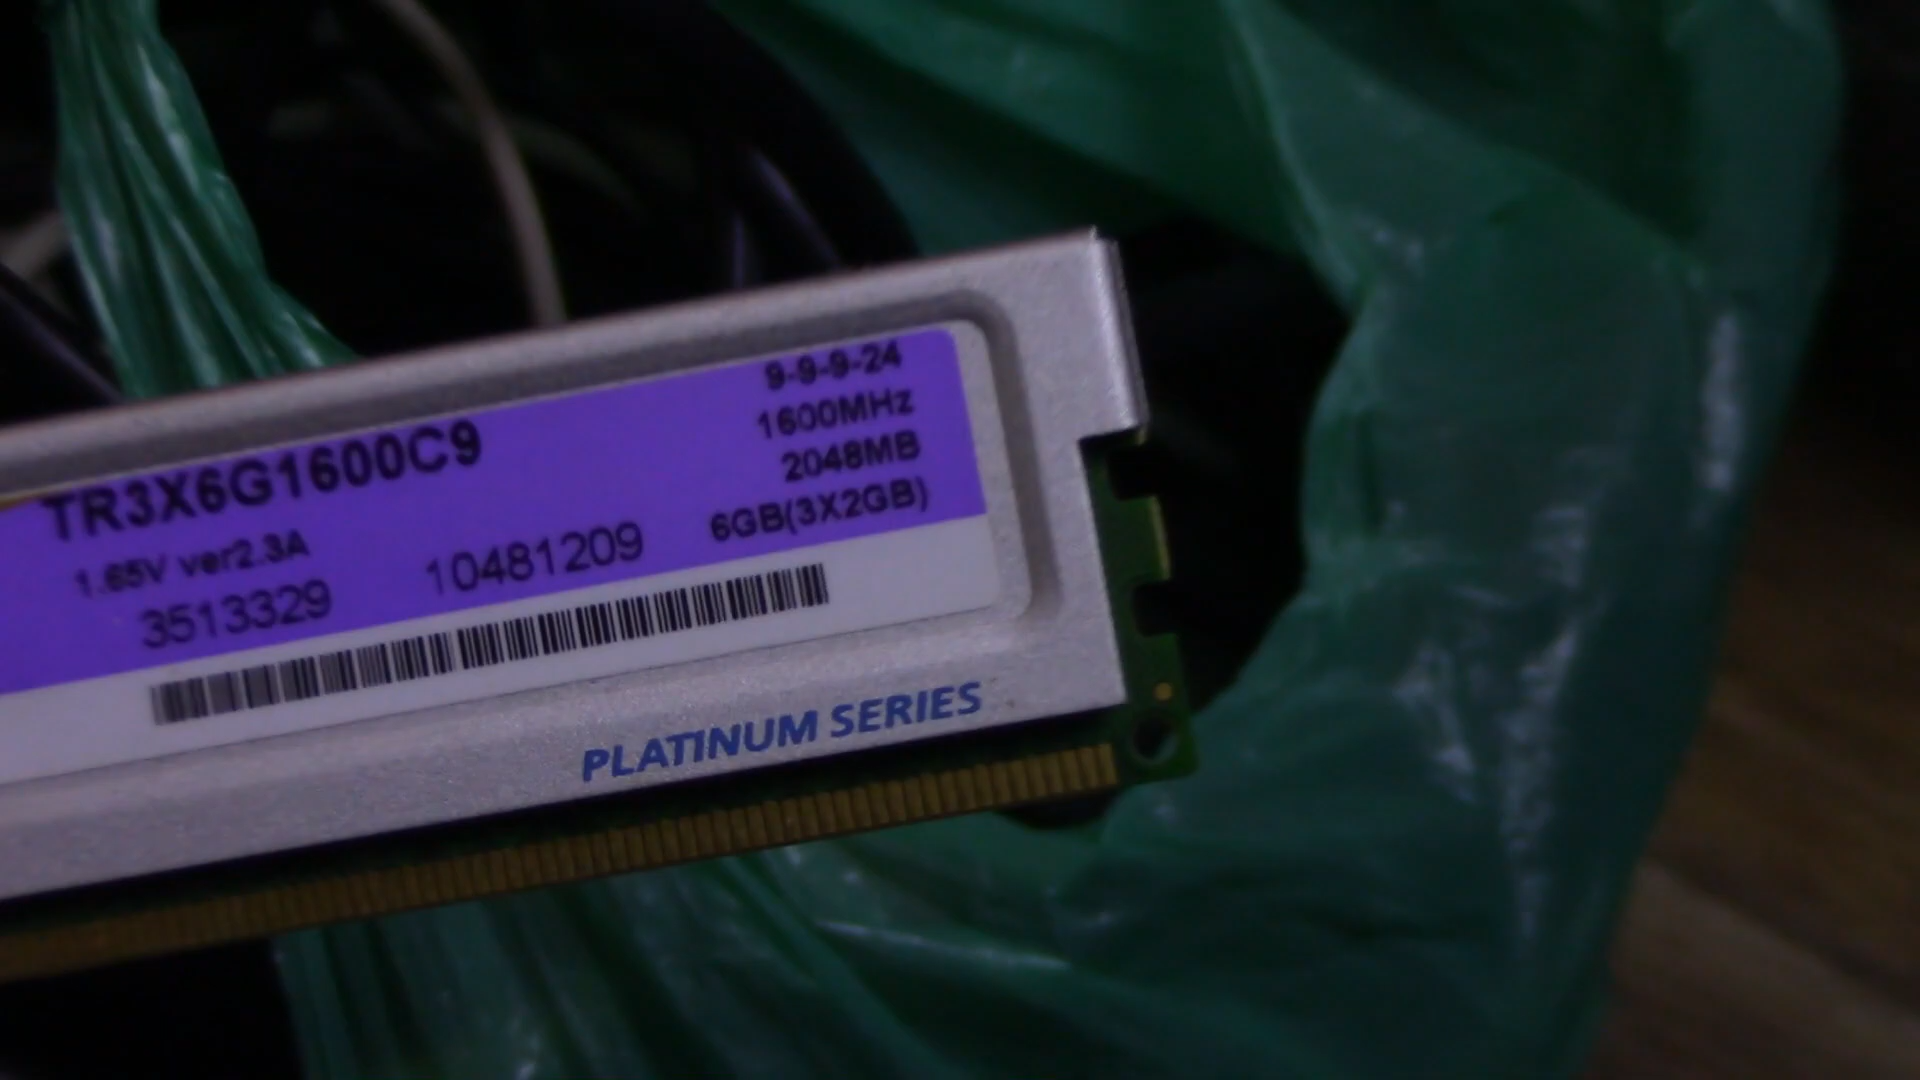 TR3X6G1600C9
9-9-9-24
1600MHz
2048MB
6GB(3X2GB)
1.65V ver2.3A
3513329
10481209
PLATINUM SERIES